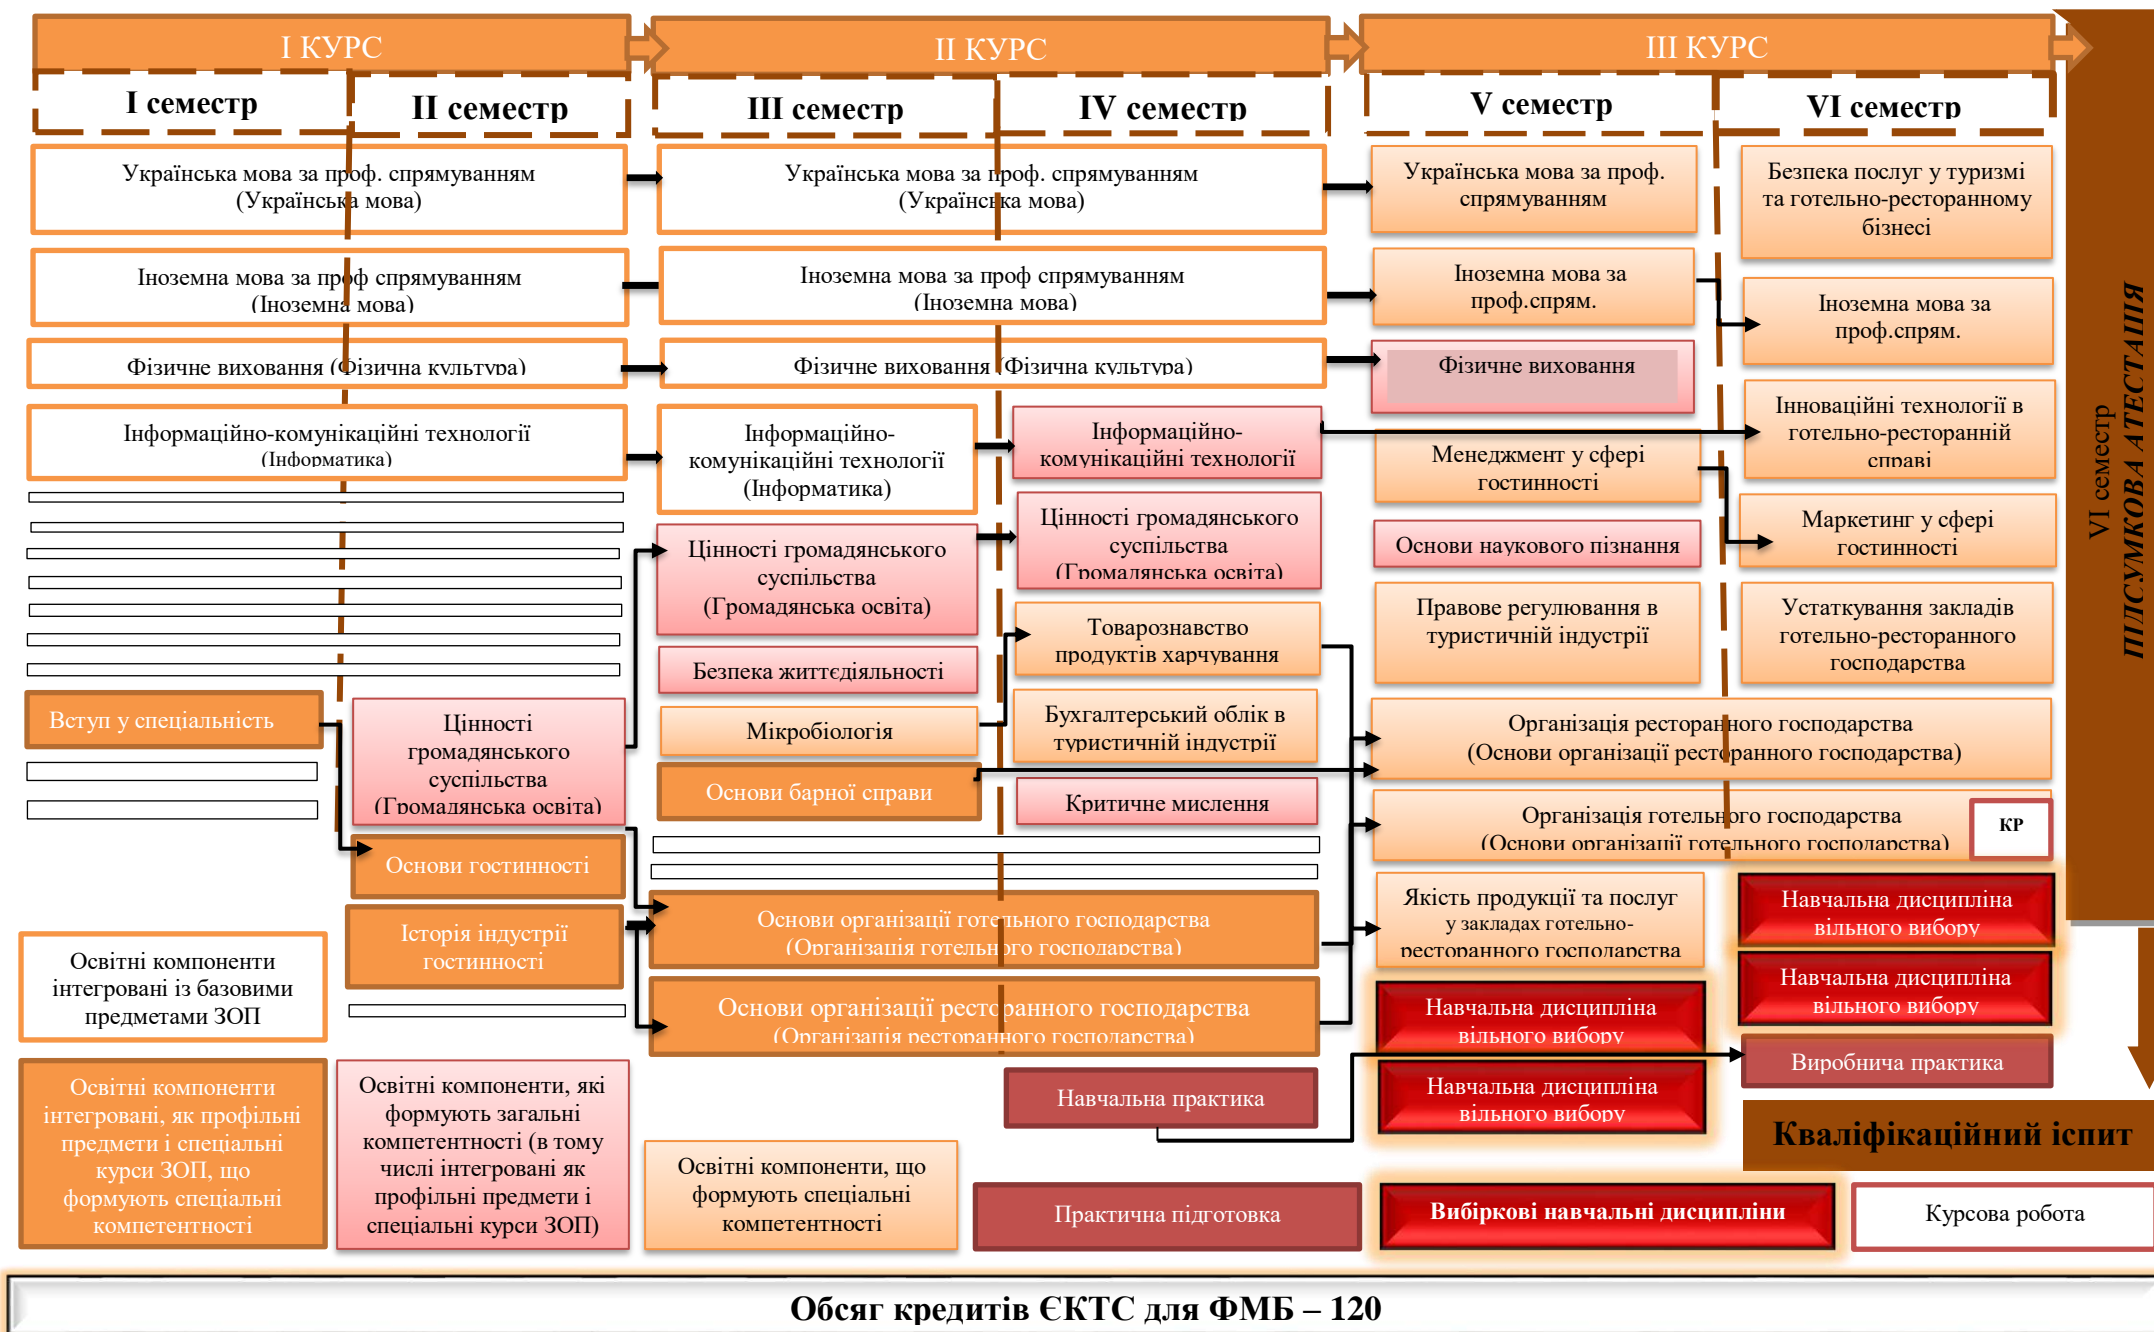 І КУРС
ІІ КУРС
ІІІ КУРС
І семестр
ІІ семестр
ІІІ семестр
ІV семестр
V семестр
VІ семестр
Українська мова за проф. спрямуванням
(Українська мова)
Українська мова за проф. спрямуванням
(Українська мова)
Українська мова за проф.
спрямуванням
Безпека послуг у туризмі
та готельно-ресторанному
бізнесі
Іноземна мова за проф спрямуванням
(Іноземна мова)
Іноземна мова за проф спрямуванням
(Іноземна мова)
Іноземна мова за
проф.спрям.
Іноземна мова за
проф.спрям.
Фізичне виховання (Фізична культура)
Фізичне виховання (Фізична культура)
Фізичне виховання
Інформаційно-комунікаційні технології
(Інформатика)
Інформаційно-
комунікаційні технології
(Інформатика)
Інформаційно-
комунікаційні технології
Менеджмент у сфері
гостинності
Інноваційні технології в
готельно-ресторанній
справі
Цінності громадянського
суспільства
(Громадянська освіта)
Цінності громадянського
суспільства
(Громадянська освіта)
Основи наукового пізнання
Маркетинг у сфері
гостинності
Безпека життєдіяльності
Товарознавство
продуктів харчування
Правове регулювання в
туристичній індустрії
Устаткування закладів
готельно-ресторанного
господарства
Вступ у спеціальність
Цінності
громадянського
суспільства
(Громадянська освіта)
Мікробіологія
Бухгалтерський облік в
туристичній індустрії
Організація ресторанного господарства
(Основи організації ресторанного господарства)
Основи барної справи
Критичне мислення
Організація готельного господарства
(Основи організації готельного господарства)
КР
Основи гостинності
Історія індустрії
гостинності
Основи організації готельного господарства
(Організація готельного господарства)
Якість продукції та послуг
у закладах готельно-
ресторанного господарства
Навчальна дисципліна
вільного вибору
Основи організації ресторанного господарства
(Організація ресторанного господарства)
Навчальна дисципліна
вільного вибору
Навчальна дисципліна
вільного вибору
Навчальна практика
Навчальна дисципліна
вільного вибору
Виробнича практика
VI семестр
ПІДСУМКОВА АТЕСТАЦІЯ
Кваліфікаційний іспит
Освітні компоненти
інтегровані із базовими
предметами ЗОП
Освітні компоненти
інтегровані, як профільні
предмети і спеціальні
курси ЗОП, що
формують спеціальні
компетентності
Освітні компоненти, які
формують загальні
компетентності (в тому
числі інтегровані як
профільні предмети і
спеціальні курси ЗОП)
Освітні компоненти, що
формують спеціальні
компетентності
Практична підготовка
Вибіркові навчальні дисципліни
Курсова робота
Обсяг кредитів ЄКТС для ФМБ – 120